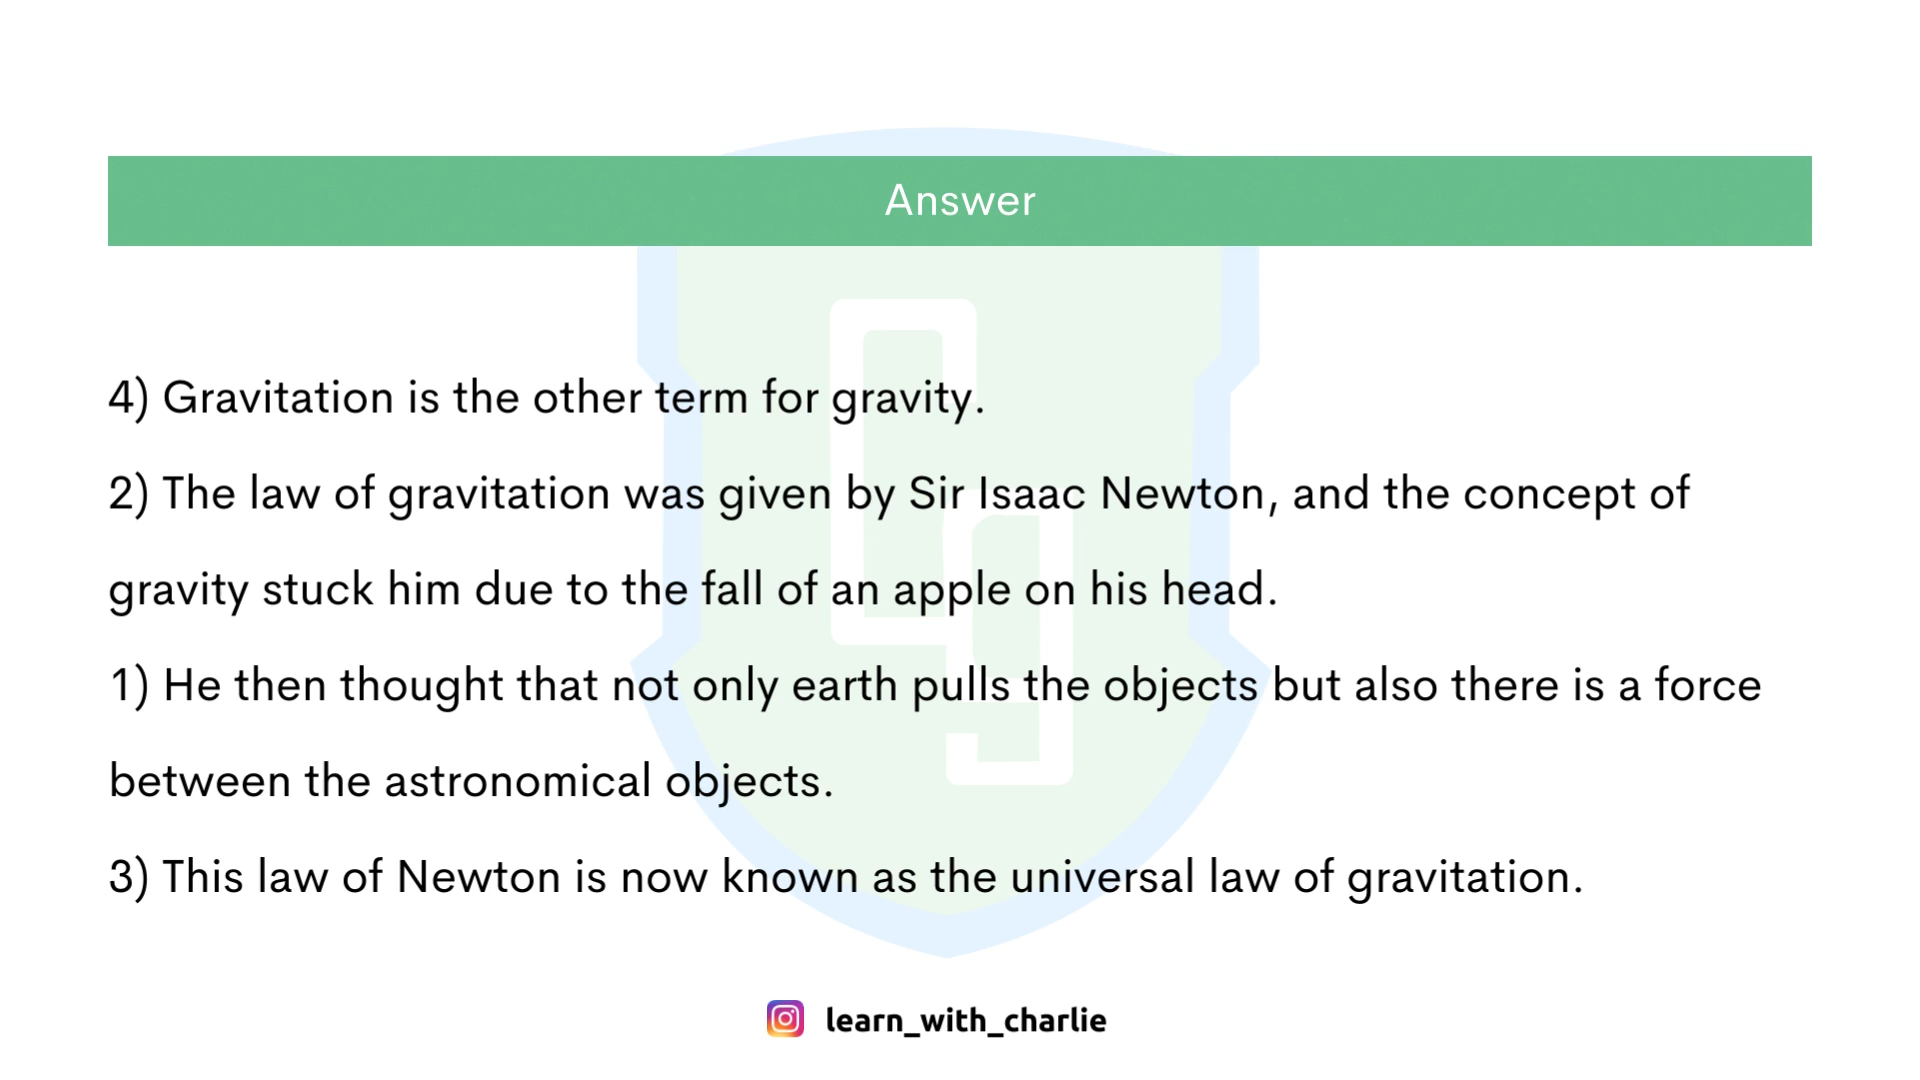 Answer
4) Gravitation is the other term for gravity.
2) The law of gravitation was given by Sir Isaac Newton, and the concept of
gravity stuck him due to the fall of an apple on his head.
1) He then thought that not only earth pulls the objects but also there is a force
between the astronomical objects.
3) This law of Newton is now known as the universal law of gravitation.
learn_with_charlie